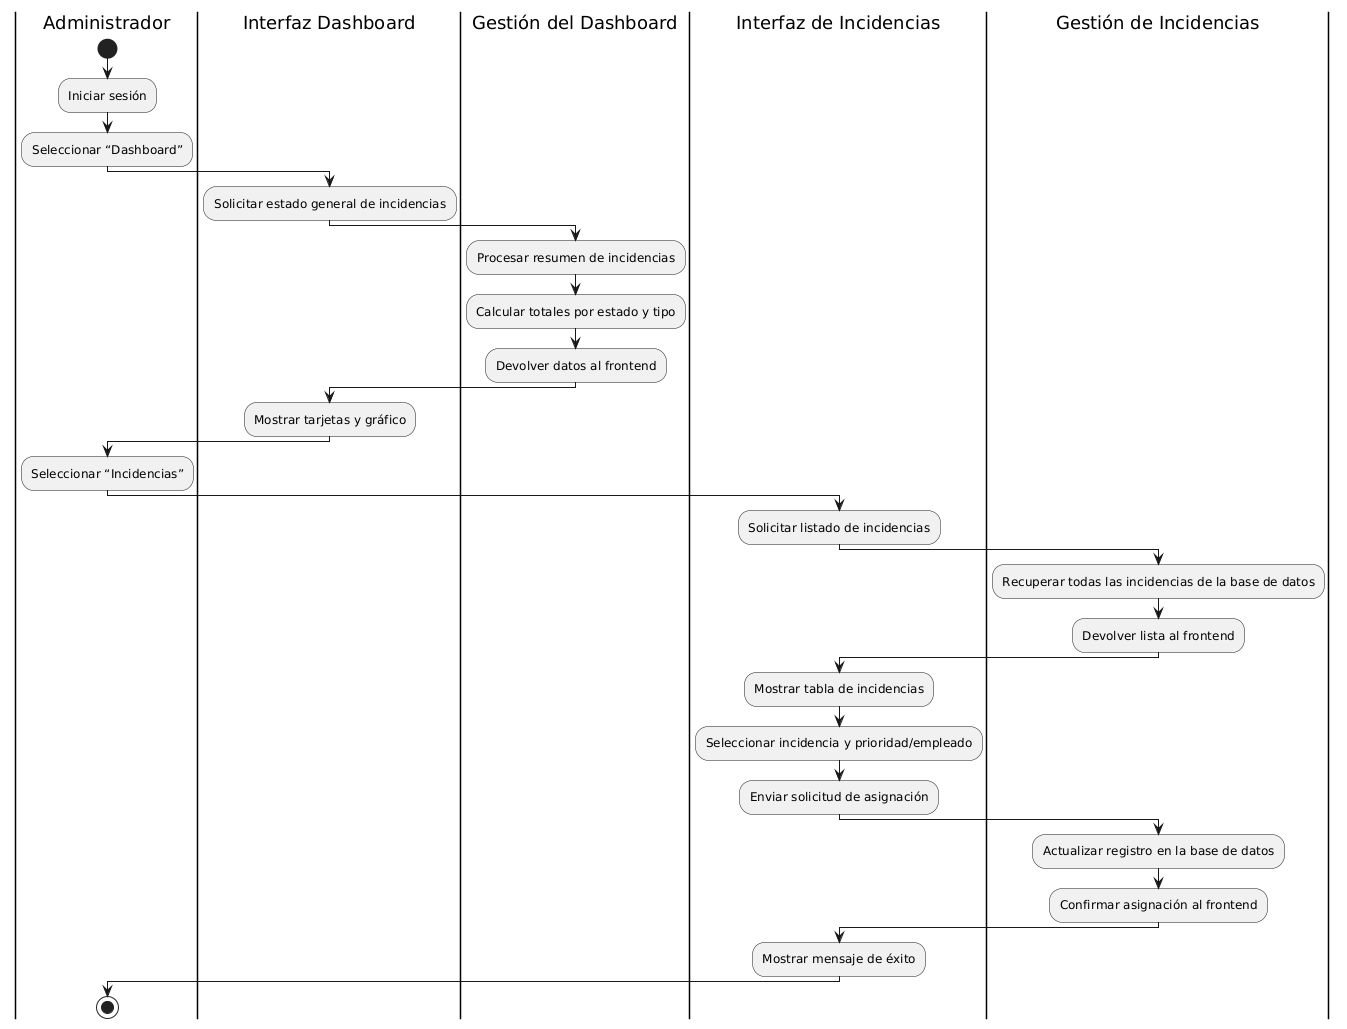 Administrador
Interfaz Dashboard
Gestión del Dashboard
Interfaz de Incidencias
Gestión de Incidencias
Iniciar sesión
Seleccionar “Dashboard”
Solicitar estado general de incidencias
Procesar resumen de incidencias
Calcular totales por estado y tipo
Devolver datos al frontend
Mostrar tarjetas y gráfico
Seleccionar “Incidencias”
Solicitar listado de incidencias
Recuperar todas las incidencias de la base de datos
Devolver lista al frontend
Mostrar tabla de incidencias
Seleccionar incidencia y prioridad/empleado
Enviar solicitud de asignación
Actualizar registro en la base de datos
Confirmar asignación al frontend
Mostrar mensaje de éxito